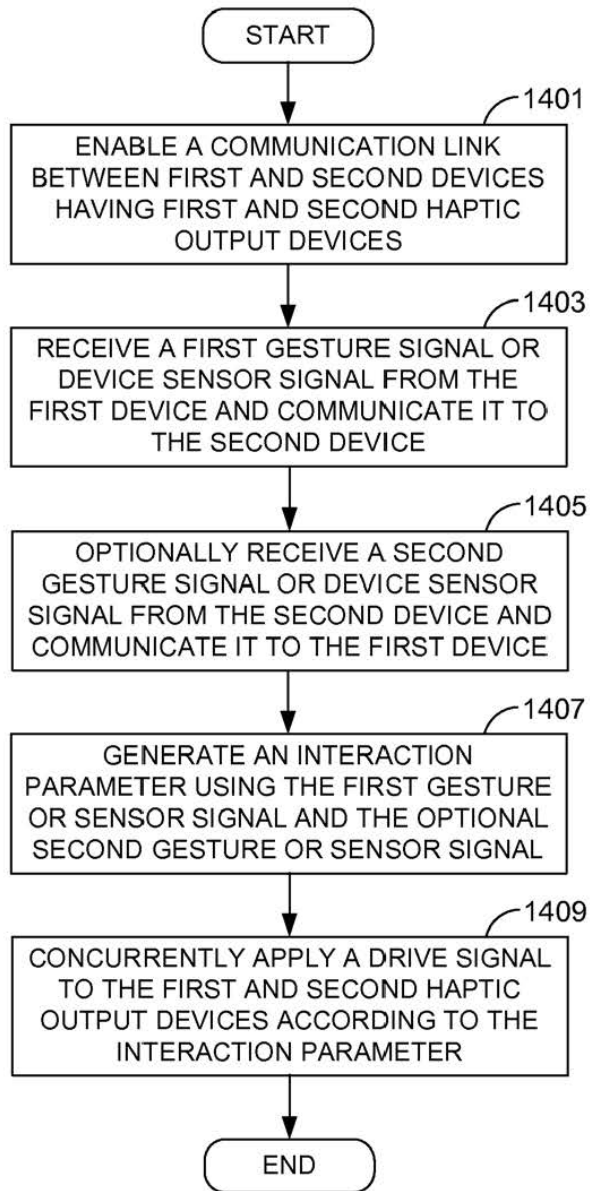 START
1401
ENABLE A COMMUNICATION LINK
BETWEEN FIRST AND SECOND DEVICES
HAVING FIRST AND SECOND HAPTIC
OUTPUT DEVICES
1403
RECEIVE A FIRST GESTURE SIGNAL OR
DEVICE SENSOR SIGNAL FROM THE
FIRST DEVICE AND COMMUNICATE IT TO
THE SECOND DEVICE
1405
OPTIONALLY RECEIVE A SECOND
GESTURE SIGNAL OR DEVICE SENSOR
SIGNAL FROM THE SECOND DEVICE AND
COMMUNICATE IT TO THE FIRST DEVICE
1407
GENERATE AN INTERACTION
PARAMETER USING THE FIRST GESTURE
OR SENSOR SIGNAL AND THE OPTIONAL
SECOND GESTURE OR SENSOR SIGNAL
1409
CONCURRENTLY APPLY A DRIVE SIGNAL
TO THE FIRST AND SECOND HAPTIC
OUTPUT DEVICES ACCORDING TO THE
INTERACTION PARAMETER
END